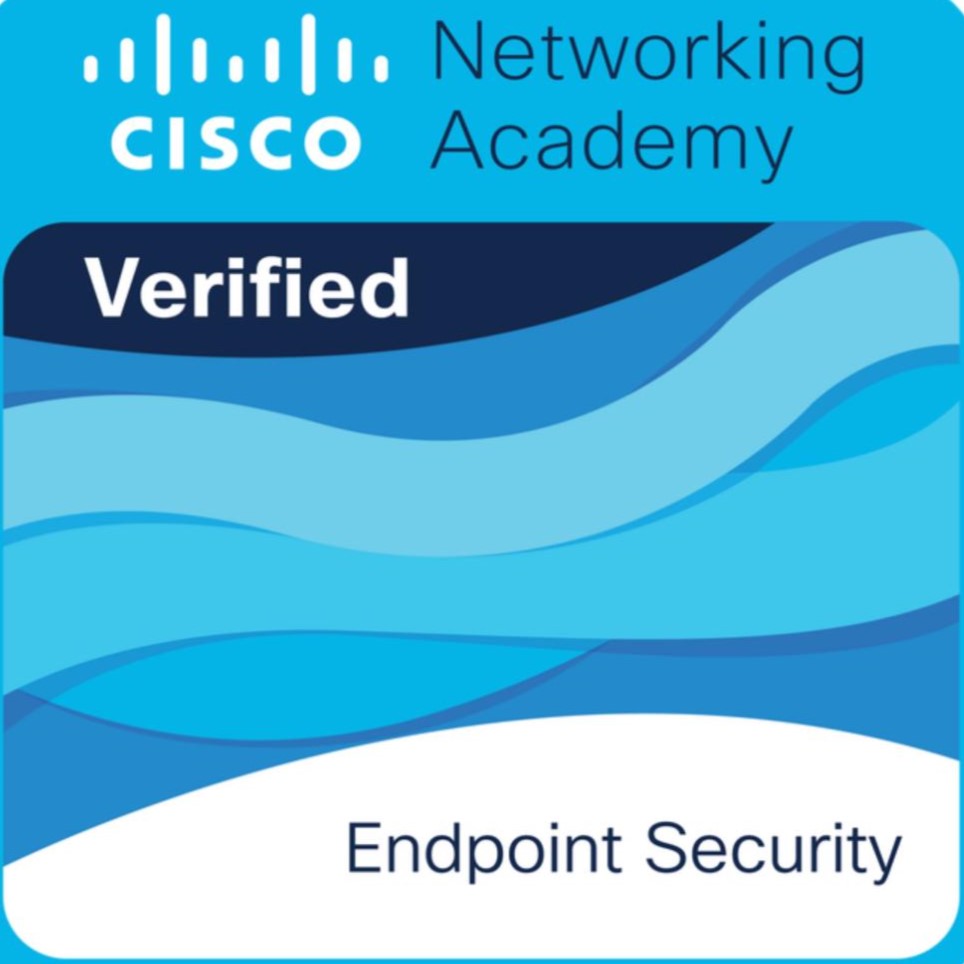 Networking
Academy
CISCO
Verified
Endpoint Security